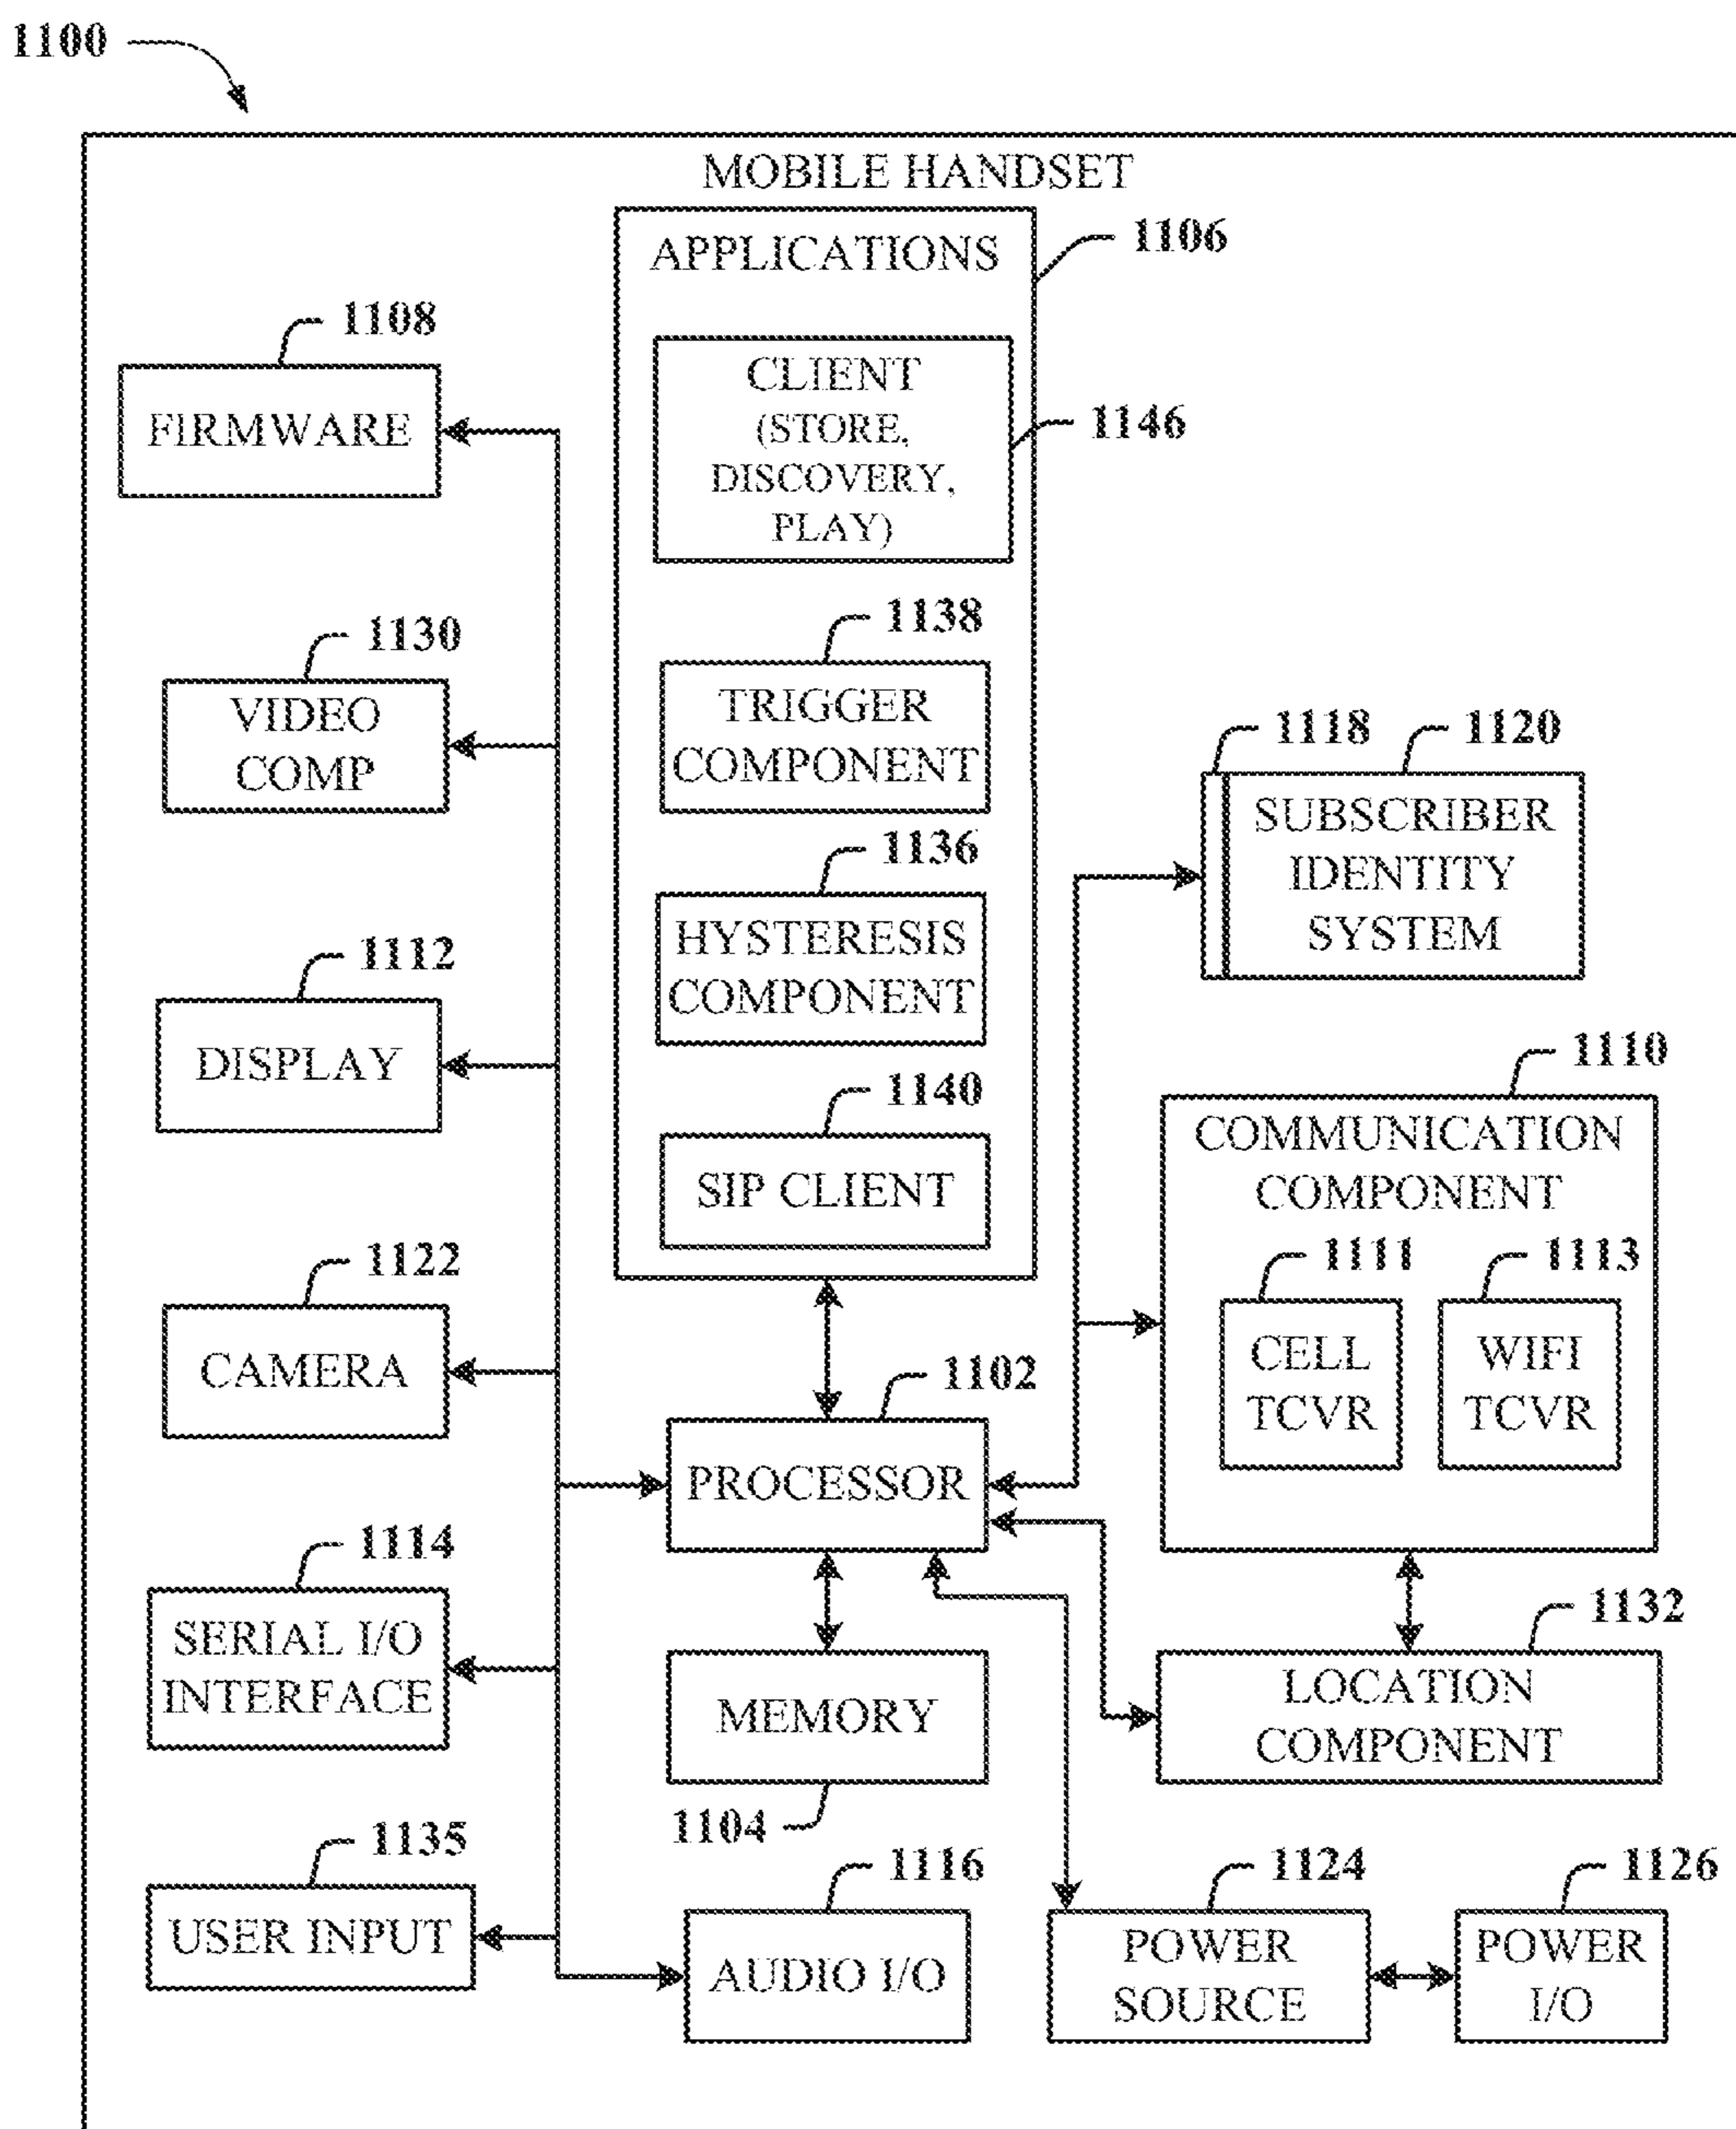 1100
MOBILE HANDSET
APPLICATIONS
1106
CLIENT
(STORE,
DISCOVERY,
PLAY)
1146
1138
TRIGGER
COMPONENT
1136
HYSTERESIS
COMPONENT
1140
SIP CLIENT
1108
FIRMWARE
1130
VIDEO
COMP
1112
DISPLAY
1122
CAMERA
1114
SERIAL I/O
INTERFACE
1135
USER INPUT
1102
PROCESSOR
MEMORY
1104
1116
AUDIO I/O
1118
1120
SUBSCRIBER
IDENTITY
SYSTEM
1110
COMMUNICATION
COMPONENT
1111
CELL
TCVR
1113
WIFI
TCVR
1132
LOCATION
COMPONENT
1124
POWER
SOURCE
1126
POWER
I/O